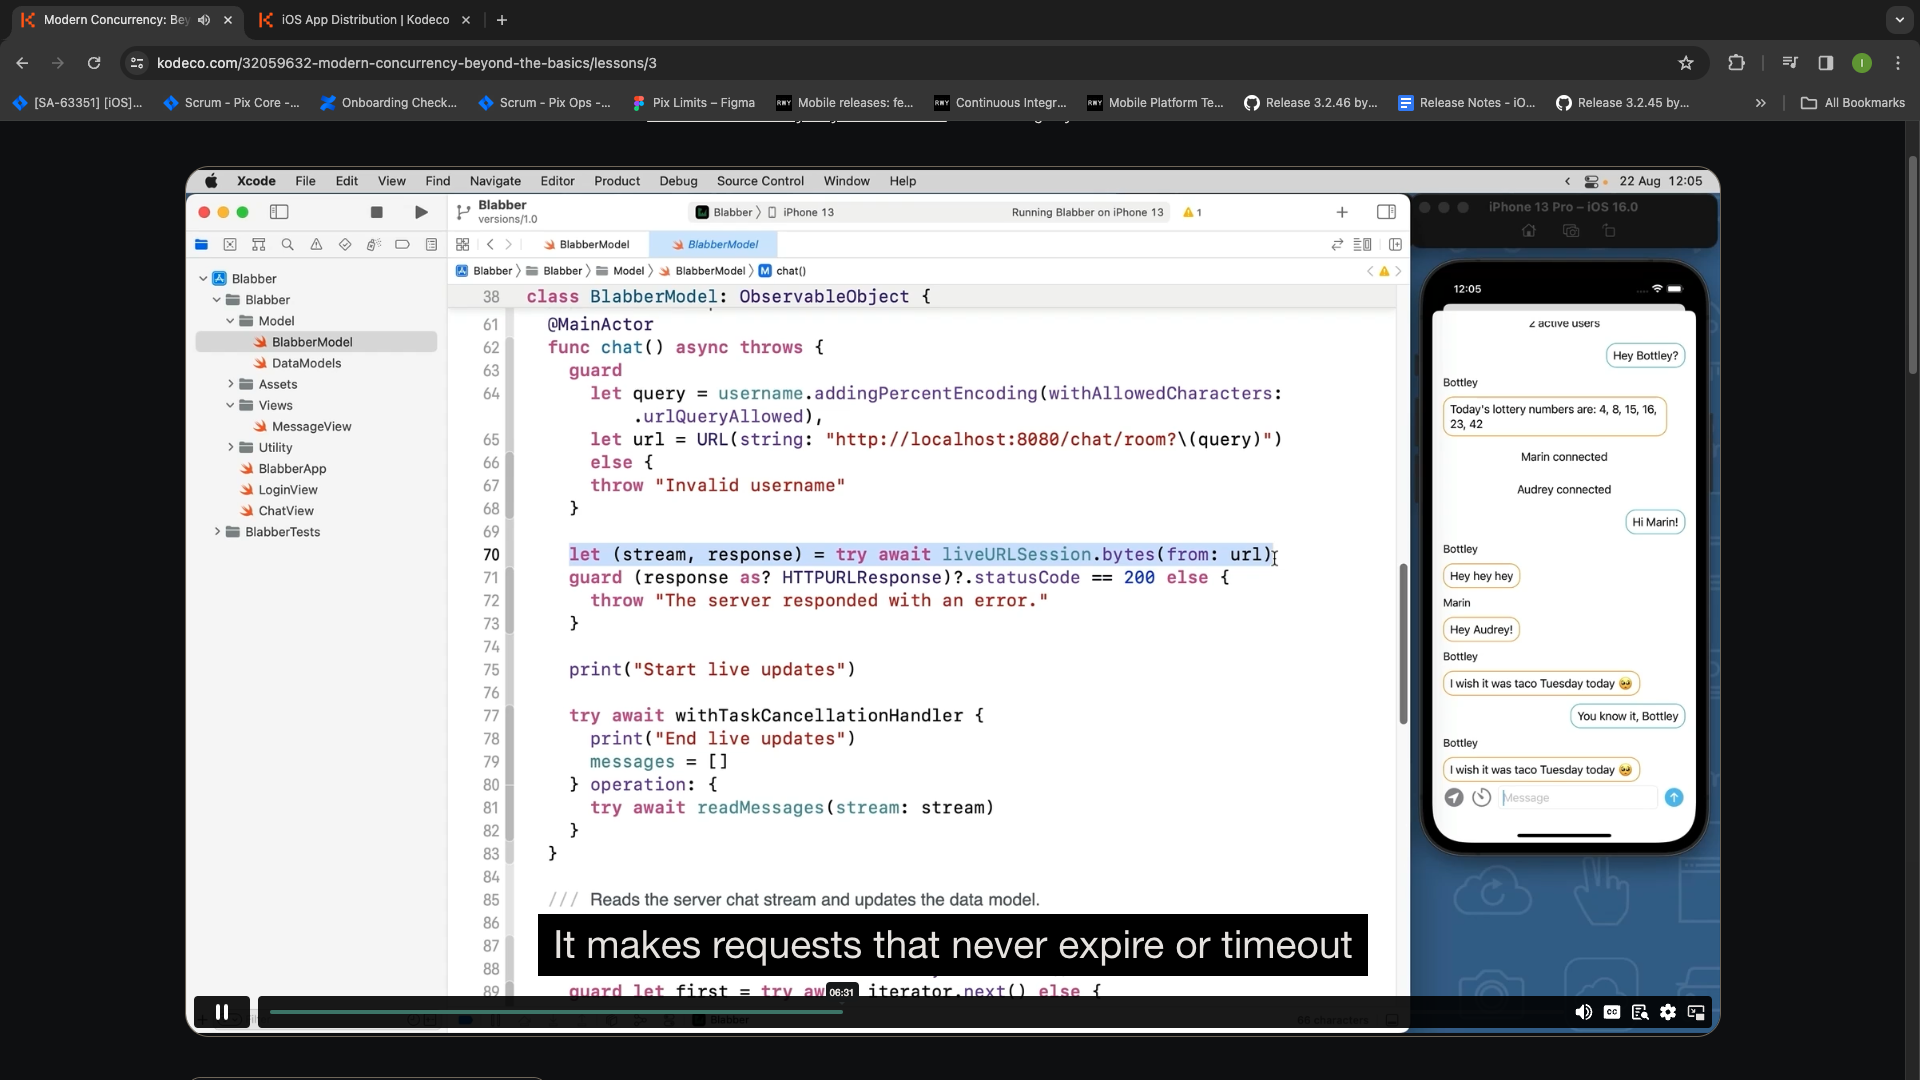 Modern Concurrency: Bey
iOS App Distribution | Kodeco
kodeco.com/32059632-modern-concurrency-beyond-the-basics/lessons/3
[SA-63351] [iOS]...
Scrum - Pix Core -...
Onboarding Check...
Scrum - Pix Ops -...
Pix Limits – Figma
Mobile releases: fe...
Continuous Integr...
Mobile Platform Te...
Release 3.2.46 by...
Release Notes - iO...
Release 3.2.45 by...
All Bookmarks
Xcode File Edit View Find Navigate Editor Product Debug Source Control Window Help
22 Aug 12:05
Blabber
versions/1.0
Blabber
iPhone 13
Running Blabber on iPhone 13
1
iPhone 13 Pro – iOS 16.0
BlabberModel
BlabberModel
Blabber
Blabber
Model
BlabberModel
chat()
Blabber
Blabber
Model
BlabberModel
DataModels
Assets
Views
MessageView
Utility
BlabberApp
LoginView
ChatView
BlabberTests
38 class BlabberModel: ObservableObject {
61 @MainActor
62 func chat() async throws {
63 guard
64 let query = username.addingPercentEncoding(withAllowedCharacters:
.urlQueryAllowed),
65 let url = URL(string: "http://localhost:8080/chat/room?\(query)")
66 else {
67 throw "Invalid username"
68 }
69
70 let (stream, response) = try await liveURLSession.bytes(from: url)
71 guard (response as? HTTPURLResponse)?.statusCode == 200 else {
72 throw "The server responded with an error."
73 }
74
75 print("Start live updates")
76
77 try await withTaskCancellationHandler {
78 print("End live updates")
79 messages = []
80 } operation: {
81 try await readMessages(stream: stream)
82 }
83 }
84
85 /// Reads the server chat stream and updates the data model.
86
87
88
89 guard let first = try aw iterator.next() else {
It makes requests that never expire or timeout
06:31
Blabber
66 characters
12:05
2 active users
Hey Bottley?
Bottley
Today's lottery numbers are: 4, 8, 15, 16,
23, 42
Marin connected
Audrey connected
Hi Marin!
Bottley
Hey hey hey
Marin
Hey Audrey!
Bottley
I wish it was taco Tuesday today 🥺
You know it, Bottley
Bottley
I wish it was taco Tuesday today 🥺
Message